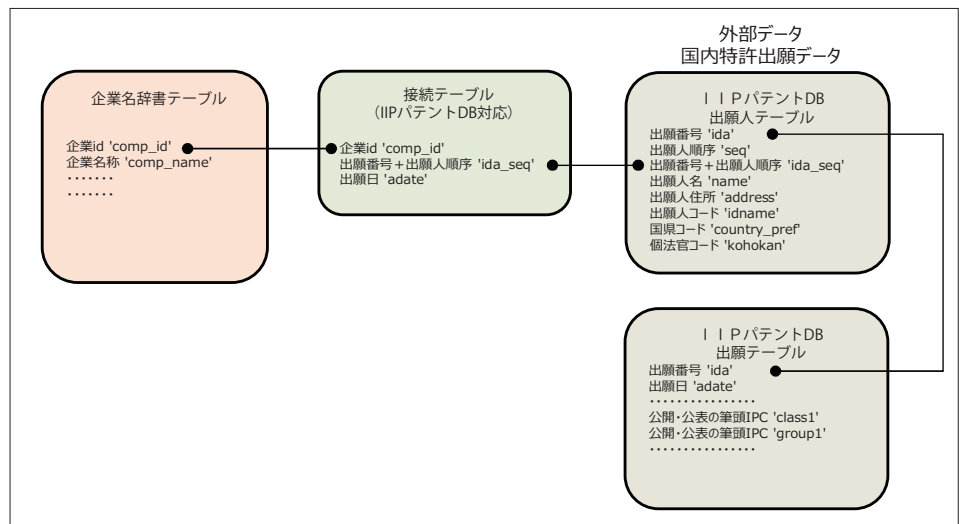 外部データ
国内特許出願データ
企業名辞書テーブル
企業id 'comp_id'
企業名称 'comp_name'
・・・・・・・
・・・・・・・
接続テーブル
(IIPパテントDB対応)
企業id 'comp_id'
出願番号＋出願人順序 'ida_seq'
出願日 'adate'
ＩＩＰパテントDB
出願人テーブル
出願番号 'ida'
出願人順序 'seq'
出願番号＋出願人順序 'ida_seq'
出願人名 'name'
出願人住所 'address'
出願人コード 'idname'
国県コード 'country_pref'
個法官コード 'kohokan'
ＩＩＰパテントDB
出願テーブル
出願番号 'ida'
出願日 'adate'
・・・・・・・・・・・・・・・・
公開・公表の筆頭IPC 'class1'
公開・公表の筆頭IPC 'group1'
・・・・・・・・・・・・・・・・